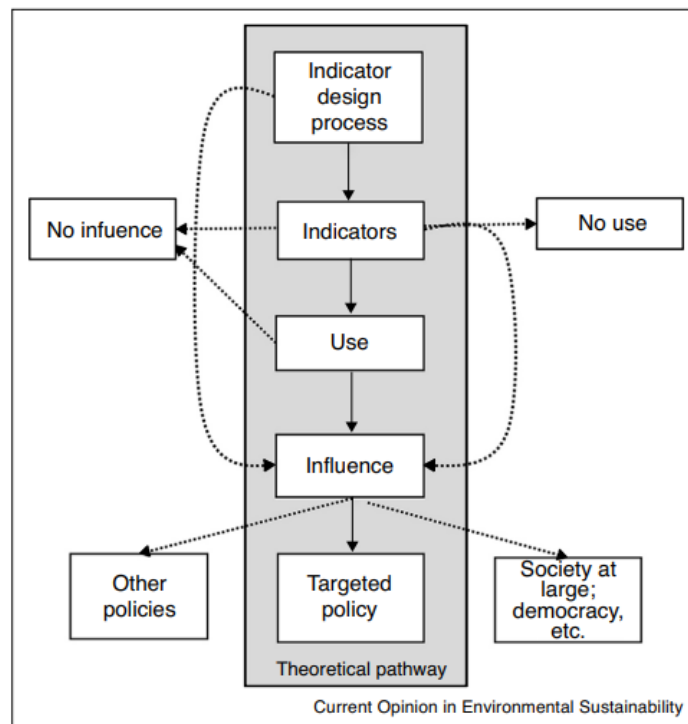 Indicator
design
process
No infuence
Indicators
No use
Use
Influence
Other
policies
Targeted
policy
Society at
large;
democracy,
etc.
Theoretical pathway
Current Opinion in Environmental Sustainability